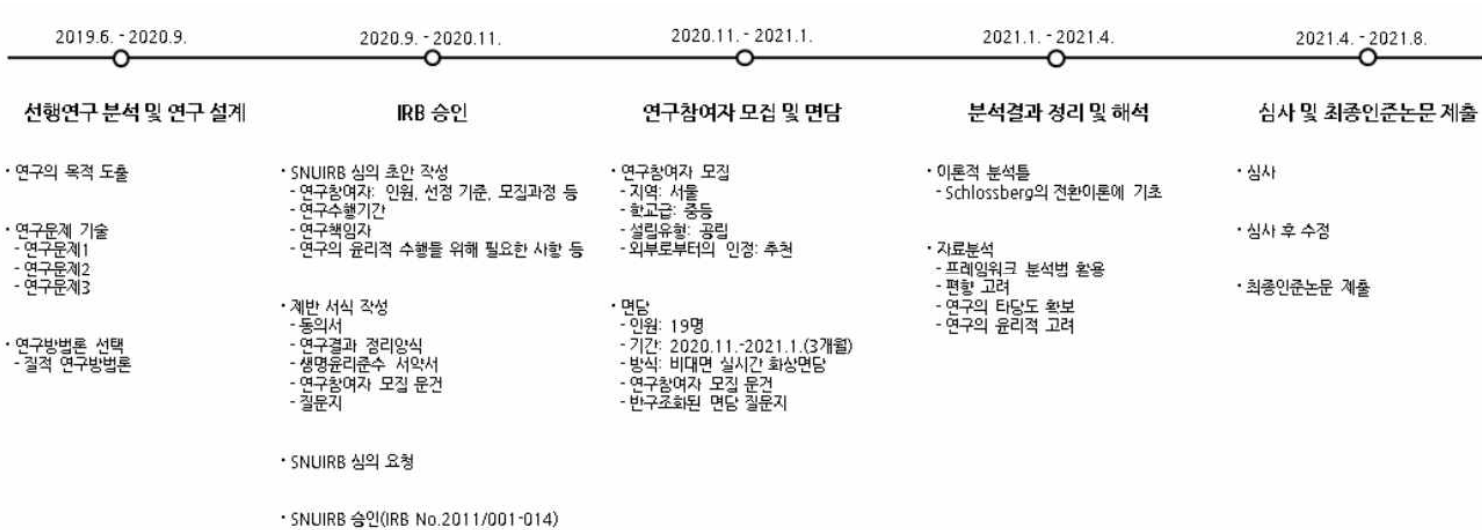 2019.6. - 2020.9.
선행연구 분석 및 연구 설계
· 연구의 목적 도출
· 연구문제 기술
- 연구문제1
- 연구문제2
- 연구문제3
· 연구방법론 선택
- 질적 연구방법론
2020.9. - 2020.11.
IRB 승인
· SNUIRB 심의 초안 작성
- 연구참여자: 인원, 선정 기준, 모집과정 등
- 연구수행기간
- 연구책임자
- 연구의 윤리적 수행를 위해 필요한 사항 등
· 제반 서식 작성
- 동의서
- 연구결과 정리양식
- 생명윤리준수 서약서
- 연구참여자 모집 문건
- 질문지
· SNUIRB 심의 요청
· SNUIRB 승인(IRB No.2011/001-014)
2020.11. - 2021.1.
연구참여자 모집 및 면담
· 연구참여자 모집
- 지역: 서울
- 학교급: 중등
- 설립유형: 공립
- 외부로부터의 인정: 추천
· 면담
- 인원: 19명
- 기간: 2020.11.-2021.1.(3개월)
- 방식: 비대면 실시간 화상면담
- 연구참여자 모집 문건
- 반구조화된 면담 질문지
2021.1. - 2021.4.
분석결과 정리 및 해석
· 이론적 분석틀
- Schlossberg의 전환이론에 기초
· 자료분석
- 프레임워크 분석법 활용
- 편향 고려
- 연구의 타당도 확보
- 연구의 윤리적 고려
2021.4. - 2021.8.
심사 및 최종인준논문 제출
· 심사
· 심사 후 수정
· 최종인준논문 제출